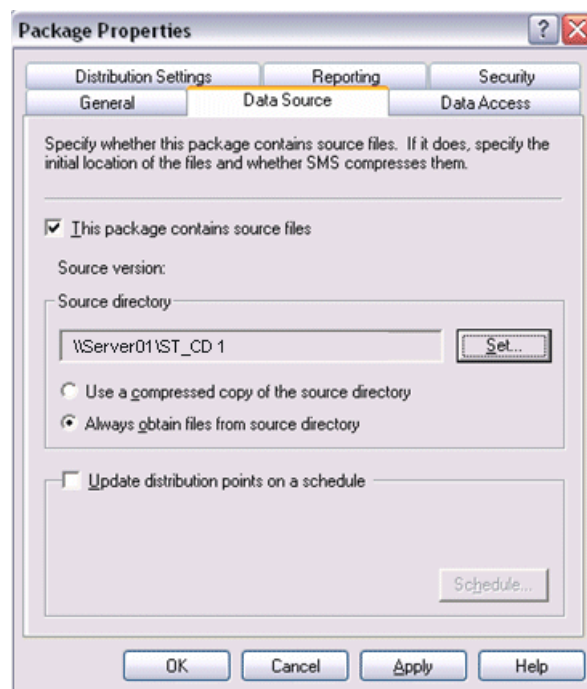 Package Properties
Distribution Settings Reporting Security
General Data Source Data Access
Specify whether this package contains source files. If it does, specify the
initial location of the files and whether SMS compresses them.
This package contains source files
Source version:
Source directory
\\Server01\ST_CD 1
Set...
Use a compressed copy of the source directory
Always obtain files from source directory
Update distribution points on a schedule
Schedule...
OK Cancel Apply Help